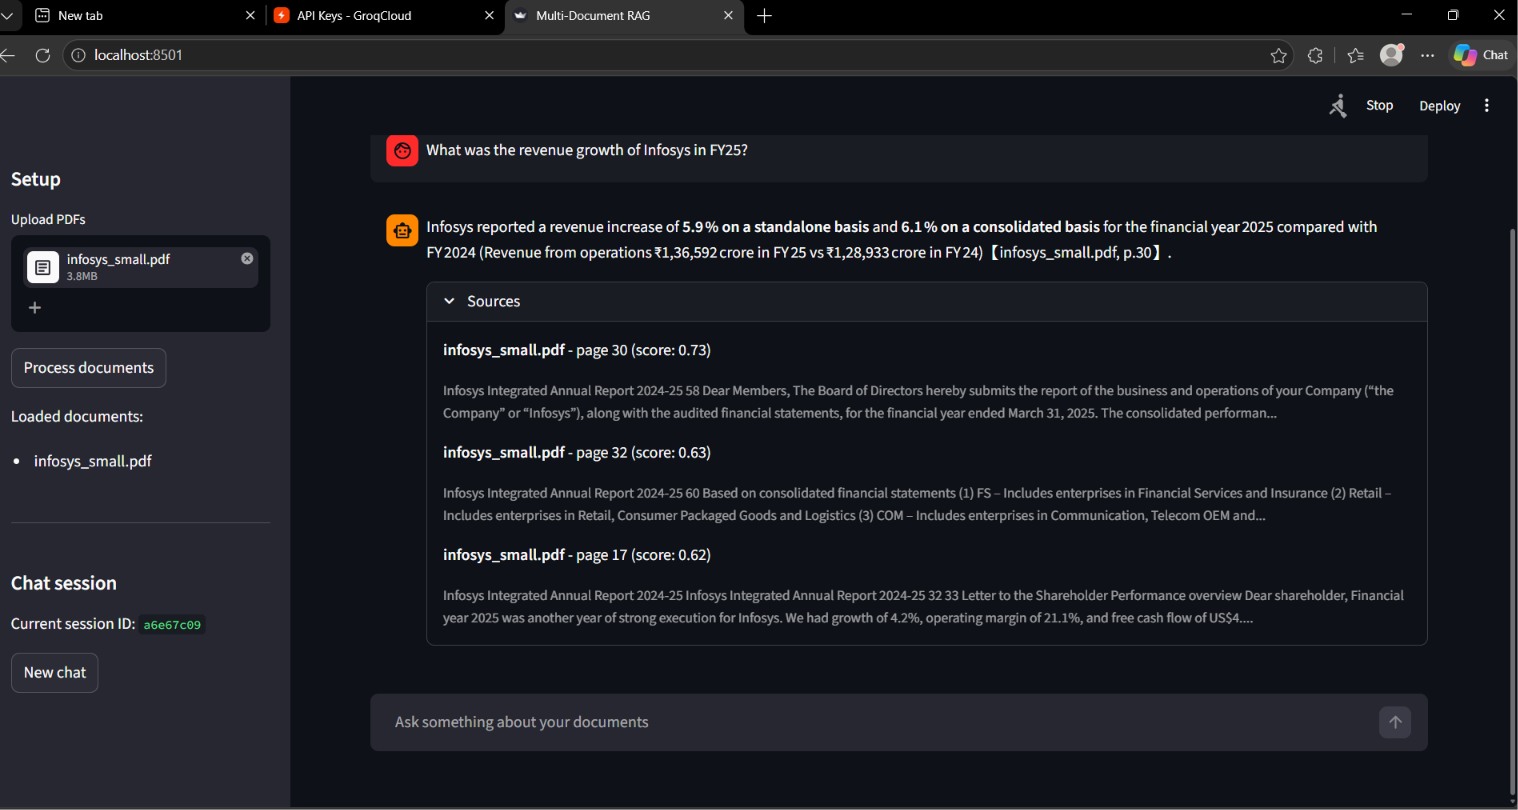 New tab
API Keys - GroqCloud
Multi-Document RAG
localhost:8501
Chat
Stop
Deploy
Setup
Upload PDFs
infosys_small.pdf
3.8MB
Process documents
Loaded documents:
infosys_small.pdf
Chat session
Current session ID: a6e67c09
New chat
What was the revenue growth of Infosys in FY25?
Infosys reported a revenue increase of 5.9% on a standalone basis and 6.1% on a consolidated basis for the financial year 2025 compared with
FY 2024 (Revenue from operations ₹1,36,592 crore in FY 25 vs ₹1,28,933 crore in FY 24)【infosys_small.pdf, p.30】.
Sources
infosys_small.pdf - page 30 (score: 0.73)
Infosys Integrated Annual Report 2024-25 58 Dear Members, The Board of Directors hereby submits the report of the business and operations of your Company (“the
Company” or “Infosys”), along with the audited financial statements, for the financial year ended March 31, 2025. The consolidated performan...
infosys_small.pdf - page 32 (score: 0.63)
Infosys Integrated Annual Report 2024-25 60 Based on consolidated financial statements (1) FS – Includes enterprises in Financial Services and Insurance (2) Retail –
Includes enterprises in Retail, Consumer Packaged Goods and Logistics (3) COM – Includes enterprises in Communication, Telecom OEM and...
infosys_small.pdf - page 17 (score: 0.62)
Infosys Integrated Annual Report 2024-25 Infosys Integrated Annual Report 2024-25 32 33 Letter to the Shareholder Performance overview Dear shareholder, Financial
year 2025 was another year of strong execution for Infosys. We had growth of 4.2%, operating margin of 21.1%, and free cash flow of US$4....
Ask something about your documents